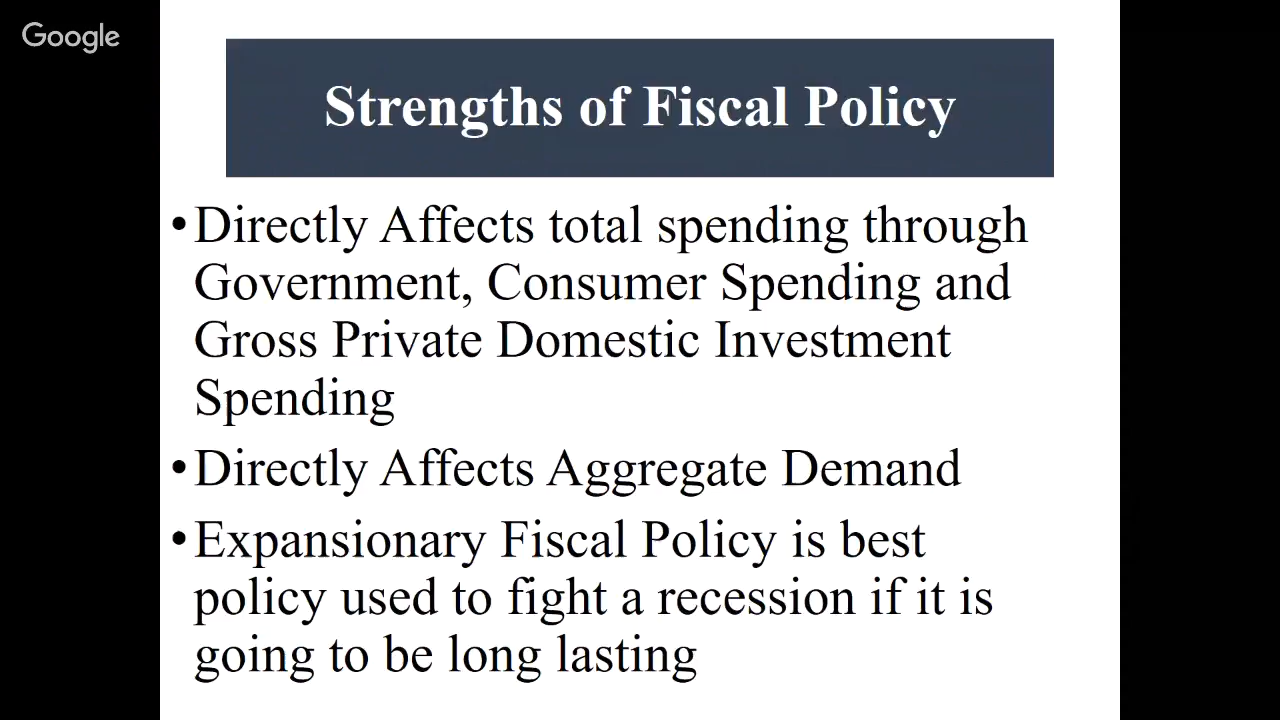 Google
Strengths of Fiscal Policy
•Directly Affects total spending through
Government, Consumer Spending and
Gross Private Domestic Investment
Spending
•Directly Affects Aggregate Demand
•Expansionary Fiscal Policy is best
policy used to fight a recession if it is
going to be long lasting